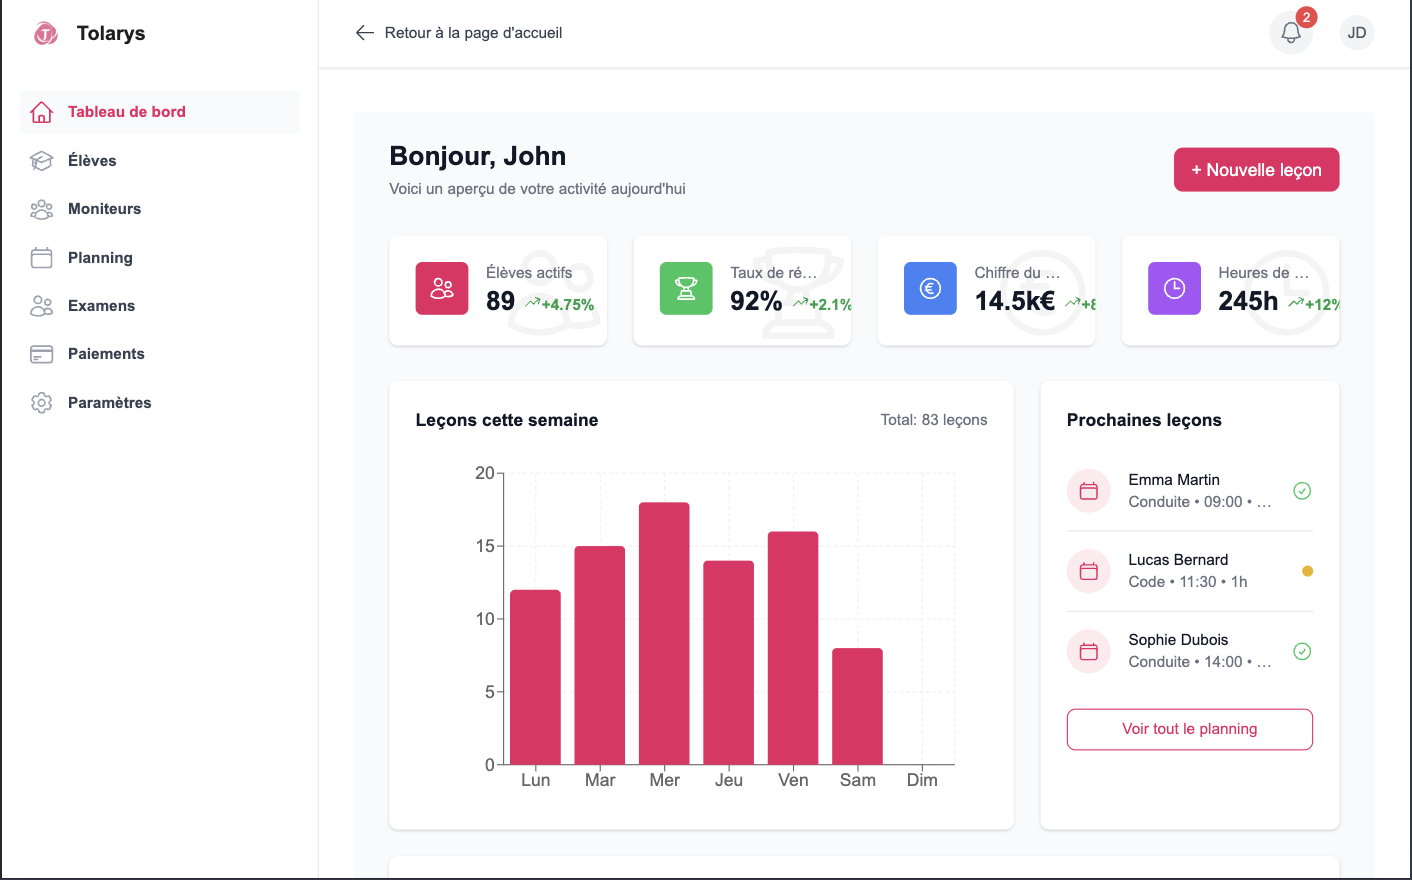 Tolarys
Retour à la page d'accueil
2
JD
Tableau de bord
Élèves
Moniteurs
Planning
Examens
Paiements
Paramètres
Bonjour, John
Voici un aperçu de votre activité aujourd'hui
+ Nouvelle leçon
Élèves actifs
89 +4.75%
Taux de ré…
92% +2.1%
Chiffre du …
14.5k€ +8
Heures de …
245h +12%
Leçons cette semaine
Total: 83 leçons
20
15
10
5
0
Lun Mar Mer Jeu Ven Sam Dim
Prochaines leçons
Emma Martin
Conduite • 09:00 • …
Lucas Bernard
Code • 11:30 • 1h
Sophie Dubois
Conduite • 14:00 • …
Voir tout le planning